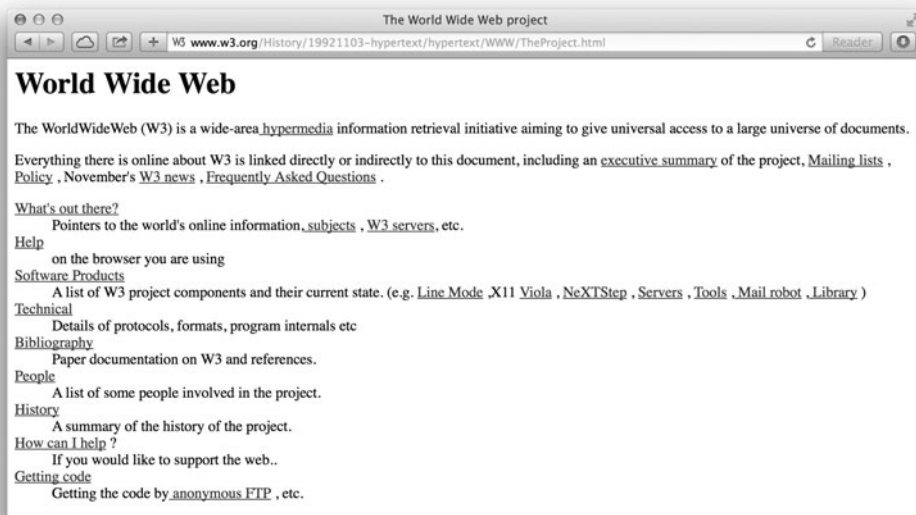 The World Wide Web project
W3 www.w3.org/History/19921103-hypertext/hypertext/WWW/TheProject.html
Reader
World Wide Web
The WorldWideWeb (W3) is a wide-area hypermedia information retrieval initiative aiming to give universal access to a large universe of documents.
Everything there is online about W3 is linked directly or indirectly to this document, including an executive summary of the project, Mailing lists ,
Policy , November's W3 news , Frequently Asked Questions .
What's out there?
Pointers to the world's online information, subjects , W3 servers, etc.
Help
on the browser you are using
Software Products
A list of W3 project components and their current state. (e.g. Line Mode ,X11 Viola , NeXTStep , Servers , Tools , Mail robot , Library )
Technical
Details of protocols, formats, program internals etc
Bibliography
Paper documentation on W3 and references.
People
A list of some people involved in the project.
History
A summary of the history of the project.
How can I help ?
If you would like to support the web..
Getting code
Getting the code by anonymous FTP , etc.